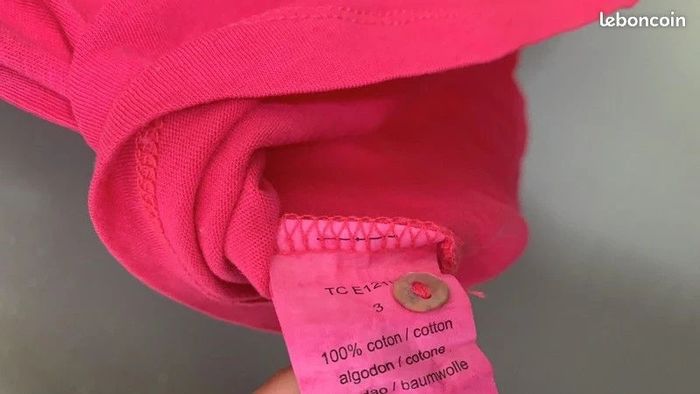 leboncoin
TC E121
3
100% coton / cotton
algodon / cotone
/ baumwolle